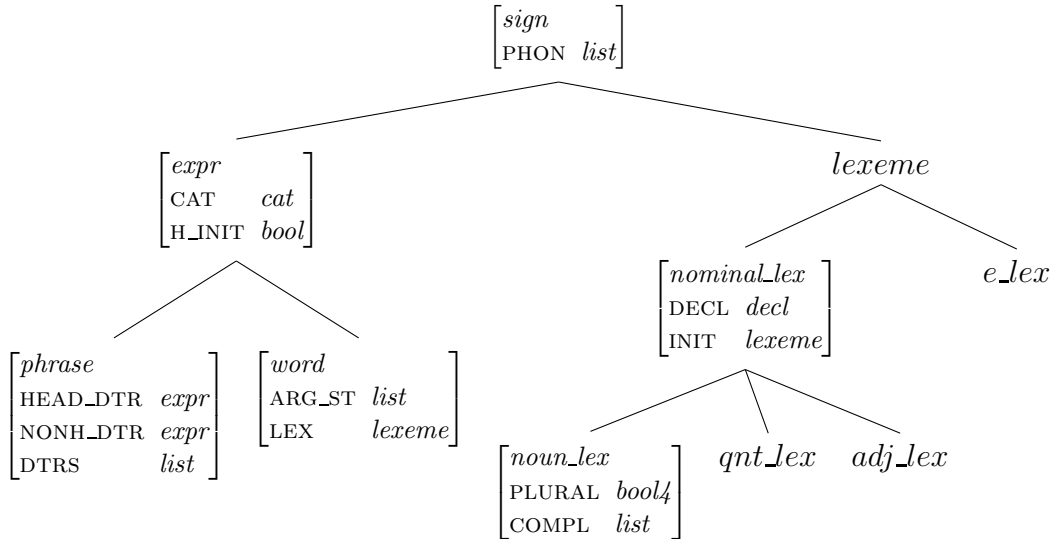 sign
PHON list
expr
CAT cat
H_INIT bool
lexeme
nominal_lex
DECL decl
INIT lexeme
e_lex
phrase
HEAD_DTR expr
NONH_DTR expr
DTRS list
word
ARG_ST list
LEX lexeme
noun_lex
PLURAL bool4
COMPL list
qnt_lex
adj_lex